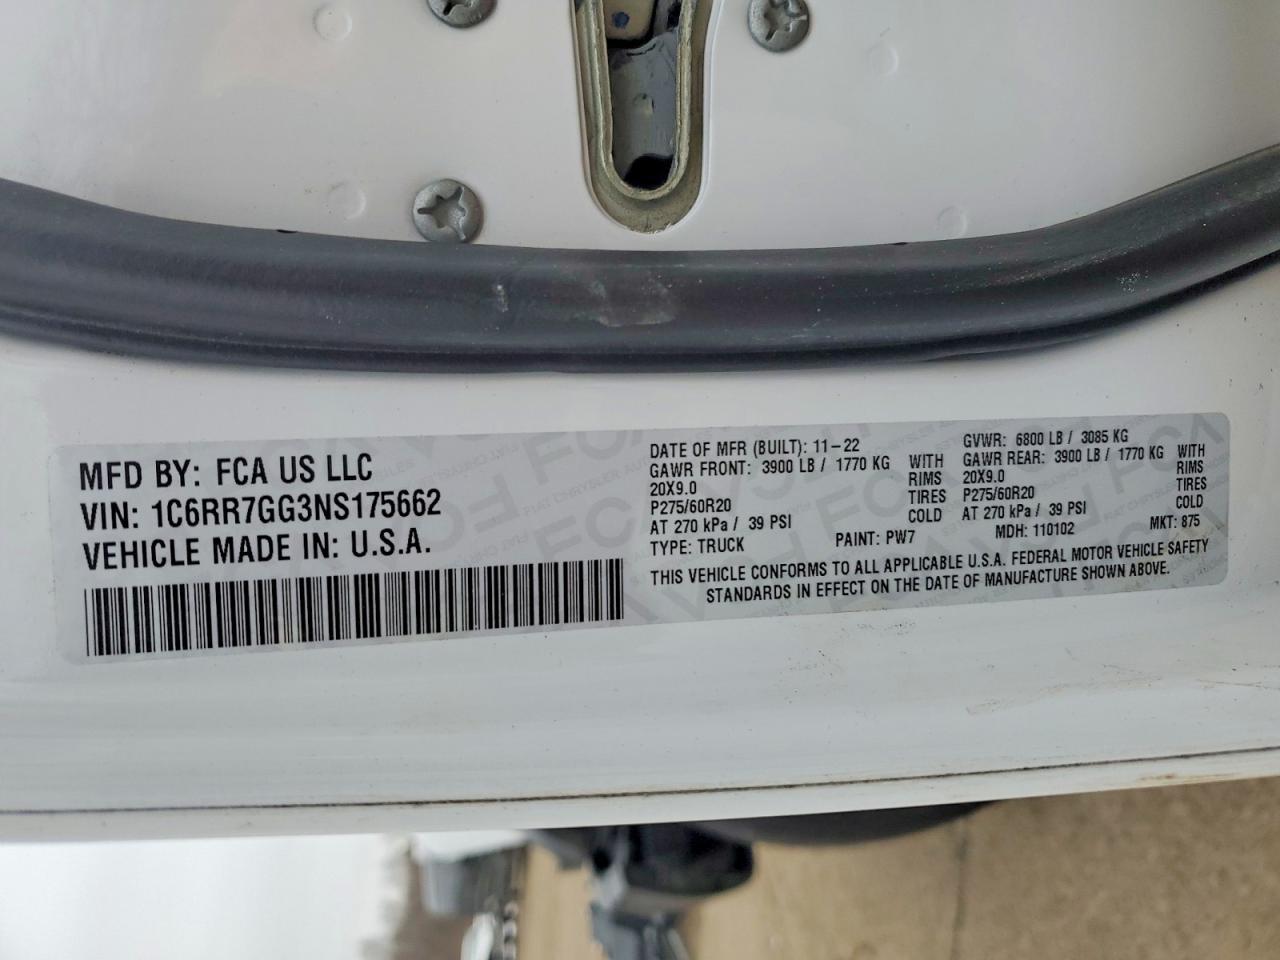 MFD BY: FCA US LLC
VIN: 1C6RR7GG3NS175662
VEHICLE MADE IN: U.S.A.
DATE OF MFR (BUILT): 11-22
GAWR FRONT: 3900 LB / 1770 KG WITH
20X9.0 RIMS
P275/60R20 TIRES
AT 270 kPa / 39 PSI COLD
TYPE: TRUCK PAINT: PW7
GVWR: 6800 LB / 3085 KG
GAWR REAR: 3900 LB / 1770 KG WITH
20X9.0 RIMS
P275/60R20 TIRES
AT 270 kPa / 39 PSI COLD
MDH: 110102 MKT: 875
THIS VEHICLE CONFORMS TO ALL APPLICABLE U.S.A. FEDERAL MOTOR VEHICLE SAFETY
STANDARDS IN EFFECT ON THE DATE OF MANUFACTURE SHOWN ABOVE.